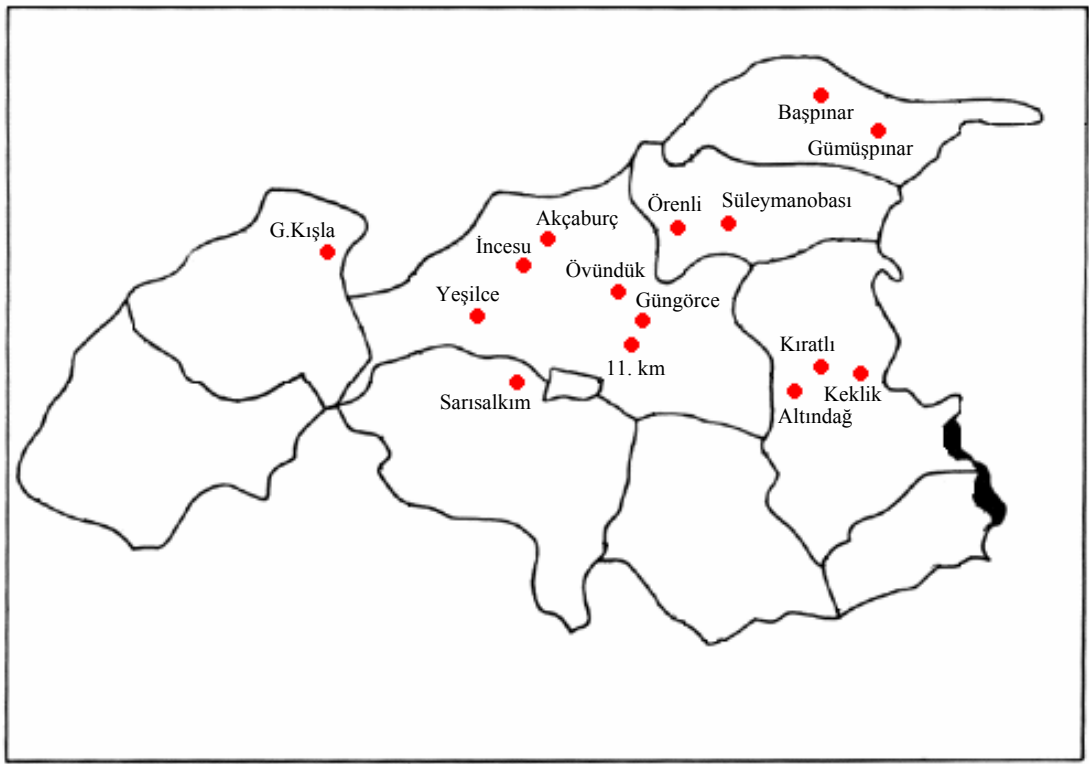 Başpınar
Gümüşpınar
Örenli
Süleymanobası
Akçaburç
G.Kışla
İncesu
Övündük
Yeşilce
Güngörce
Kıratlı
11. km
Keklik
Sarısalkım
Altındağ